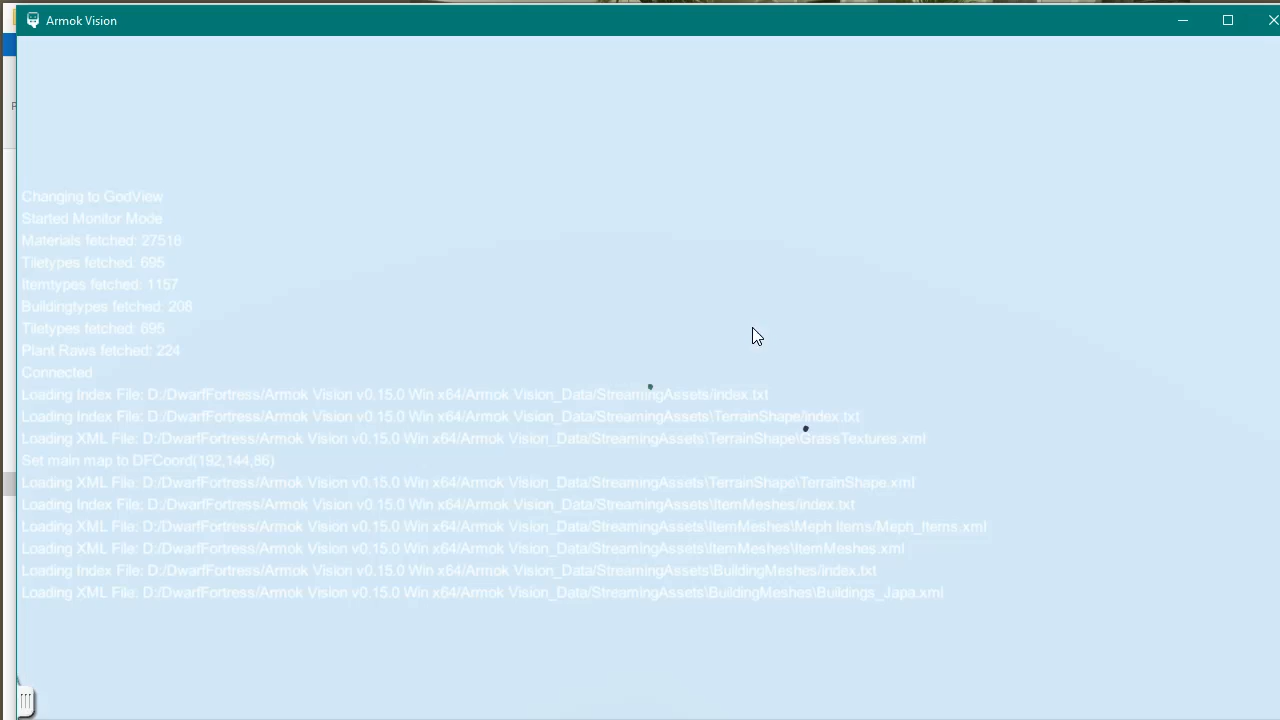 Armok Vision
Changing to GodView
Started Monitor Mode
Materials fetched: 27516
Tiletypes fetched: 695
Itemtypes fetched: 1157
Buildingtypes fetched: 208
Tiletypes fetched: 695
Plant Raws fetched: 224
Connected
Loading Index File: D:/DwarfFortress/Armok Vision v0.15.0 Win x64/Armok Vision_Data/StreamingAssets/index.txt
Loading Index File: D:/DwarfFortress/Armok Vision v0.15.0 Win x64/Armok Vision_Data/StreamingAssets\TerrainShape/index.txt
Loading XML File: D:/DwarfFortress/Armok Vision v0.15.0 Win x64/Armok Vision_Data/StreamingAssets\TerrainShape\GrassTextures.xml
Set main map to DFCoord(192,144,86)
Loading XML File: D:/DwarfFortress/Armok Vision v0.15.0 Win x64/Armok Vision_Data/StreamingAssets\TerrainShape\TerrainShape.xml
Loading Index File: D:/DwarfFortress/Armok Vision v0.15.0 Win x64/Armok Vision_Data/StreamingAssets\ItemMeshes/index.txt
Loading XML File: D:/DwarfFortress/Armok Vision v0.15.0 Win x64/Armok Vision_Data/StreamingAssets\ItemMeshes\Meph Items/Meph_Items.xml
Loading XML File: D:/DwarfFortress/Armok Vision v0.15.0 Win x64/Armok Vision_Data/StreamingAssets\ItemMeshes\ItemMeshes.xml
Loading Index File: D:/DwarfFortress/Armok Vision v0.15.0 Win x64/Armok Vision_Data/StreamingAssets\BuildingMeshes/index.txt
Loading XML File: D:/DwarfFortress/Armok Vision v0.15.0 Win x64/Armok Vision_Data/StreamingAssets\BuildingMeshes\Buildings_Japa.xml